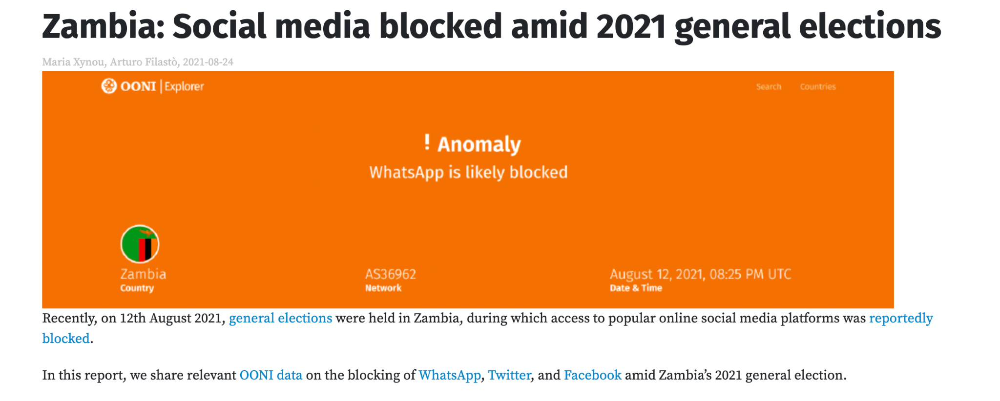 Zambia: Social media blocked amid 2021 general elections
Maria Xynou, Arturo Filastò, 2021-08-24
OONI | Explorer
Search Countries
! Anomaly
WhatsApp is likely blocked
Zambia AS36962 August 12, 2021, 08:25 PM UTC
Country Network Date & Time
Recently, on 12th August 2021, general elections were held in Zambia, during which access to popular online social media platforms was reportedly
blocked.
In this report, we share relevant OONI data on the blocking of WhatsApp, Twitter, and Facebook amid Zambia’s 2021 general election.